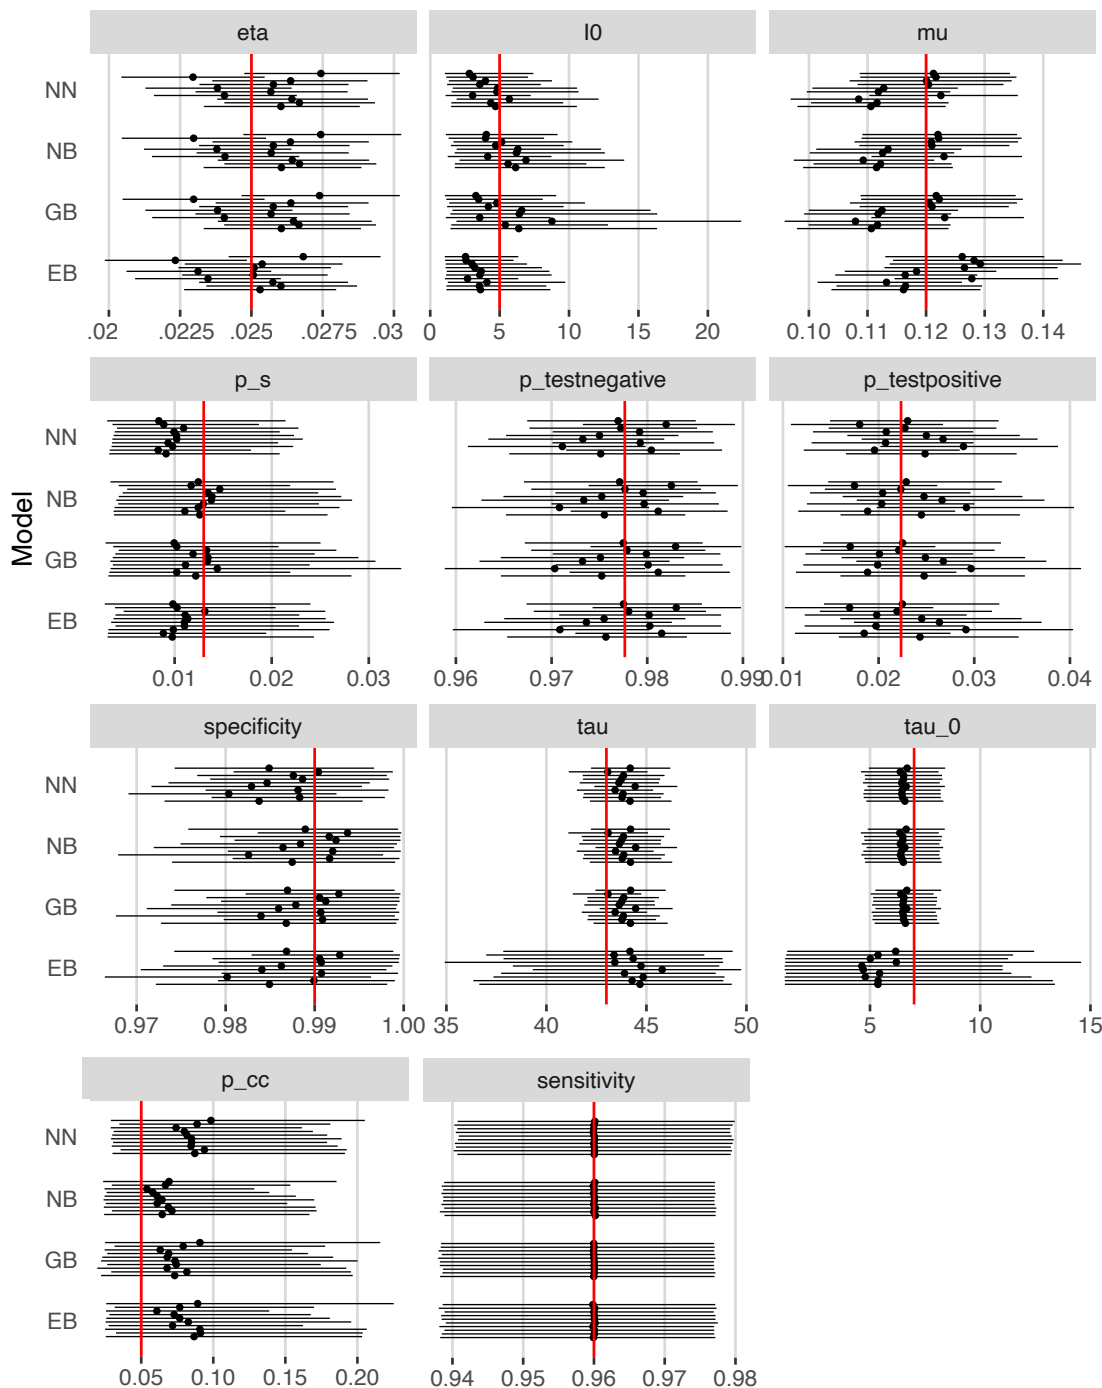 eta I0 mu
NN
NB
GB
EB
.02 .0225 .025 .0275 .03 0 5 10 15 20 0.10 0.11 0.12 0.13 0.14
p_s p_testnegative p_testpositive
NN
NB
GB
EB
Model
0.01 0.02 0.03 0.96 0.97 0.98 0.99 0.01 0.02 0.03 0.04
specificity tau tau_0
NN
NB
GB
EB
0.97 0.98 0.99 1.00 35 40 45 50 5 10 15
p_cc sensitivity
NN
NB
GB
EB
0.05 0.10 0.15 0.20 0.94 0.95 0.96 0.97 0.98